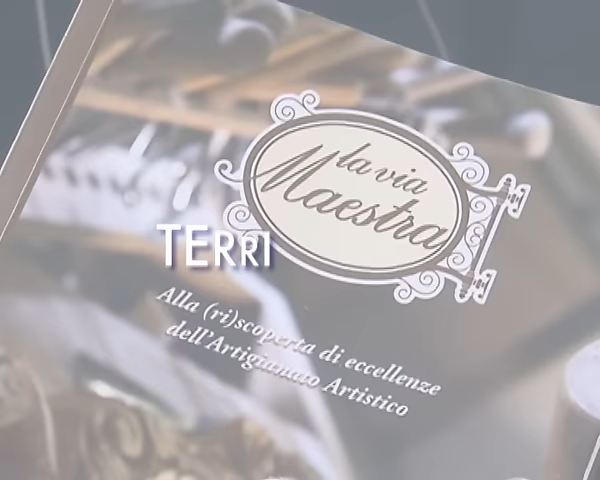 la via
Maestra
TERRI
Alla (ri)scoperta di eccellenze
dell'Artigianato Artistico